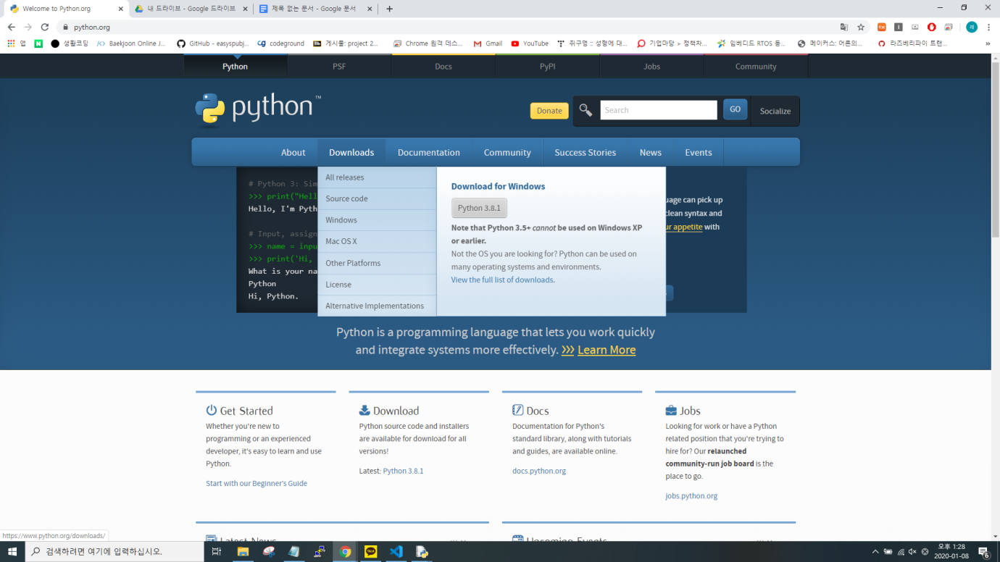 Welcome to Python.org
내 드라이브 - Google 드라이브
제목 없는 문서 - Google 문서
python.org
앱
생활코딩
Baekjoon Online J...
GitHub - easyspubj...
codeground
게시물: project 2...
Chrome 원격 데스...
Gmail
YouTube
쥐구멍 :: 성형에 대...
기업마당 > 정책자...
임베디드 RTOS 동...
메이커스: 어른의...
라즈베리파이 트랜...
Python
PSF
Docs
PyPI
Jobs
Community
python™
Donate
Search
GO
Socialize
About
Downloads
Documentation
Community
Success Stories
News
Events
# Python 3: Sim
>>> print("Hell
Hello, I'm Pyth
# Input, assign
>>> name = inpu
>>> print('Hi,
What is your na
Python
Hi, Python.
All releases
Source code
Windows
Mac OS X
Other Platforms
License
Alternative Implementations
Download for Windows
Python 3.8.1
Note that Python 3.5+ cannot be used on Windows XP
or earlier.
Not the OS you are looking for? Python can be used on
many operating systems and environments.
View the full list of downloads.
uage can pick up
clean syntax and
ur appetite with
Python is a programming language that lets you work quickly
and integrate systems more effectively. >>> Learn More
Get Started
Whether you're new to
programming or an experienced
developer, it's easy to learn and use
Python.
Start with our Beginner's Guide
Download
Python source code and installers
are available for download for all
versions!
Latest: Python 3.8.1
Docs
Documentation for Python's
standard library, along with tutorials
and guides, are available online.
docs.python.org
Jobs
Looking for work or have a Python
related position that you're trying to
hire for? Our relaunched
community-run job board is the
place to go.
jobs.python.org
Latest News
Upcoming Events
https://www.python.org/downloads/
검색하려면 여기에 입력하십시오.
TALK
오후 1:28
2020-01-08
6